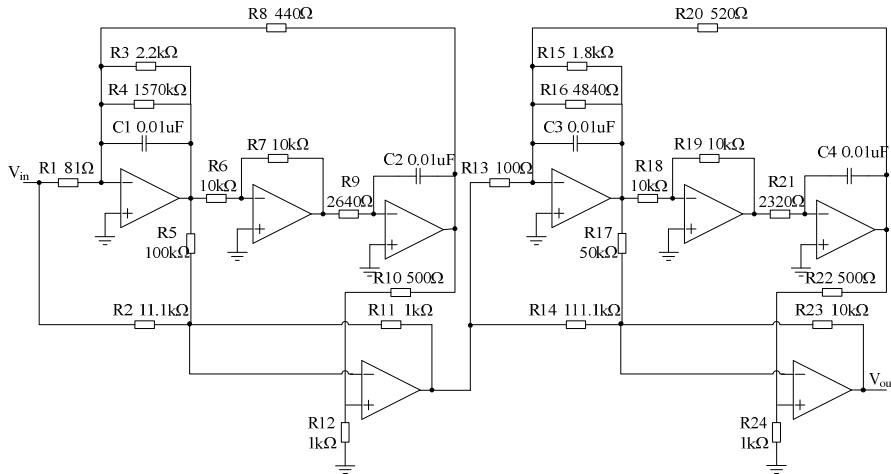 R8 440Ω
R20 520Ω
R3 2.2kΩ
R15 1.8kΩ
R4 1570kΩ
R16 4840Ω
C1 0.01uF
C3 0.01uF
R7 10kΩ
R19 10kΩ
C2 0.01uF
C4 0.01uF
Vin
R1 81Ω
R6
10kΩ
R9
2640Ω
R13 100Ω
R18
10kΩ
R21
2320Ω
R5
100kΩ
R17
50kΩ
R10 500Ω
R22 500Ω
R2 11.1kΩ
R11 1kΩ
R14 111.1kΩ
R23 10kΩ
Vou
R12
1kΩ
R24
1kΩ